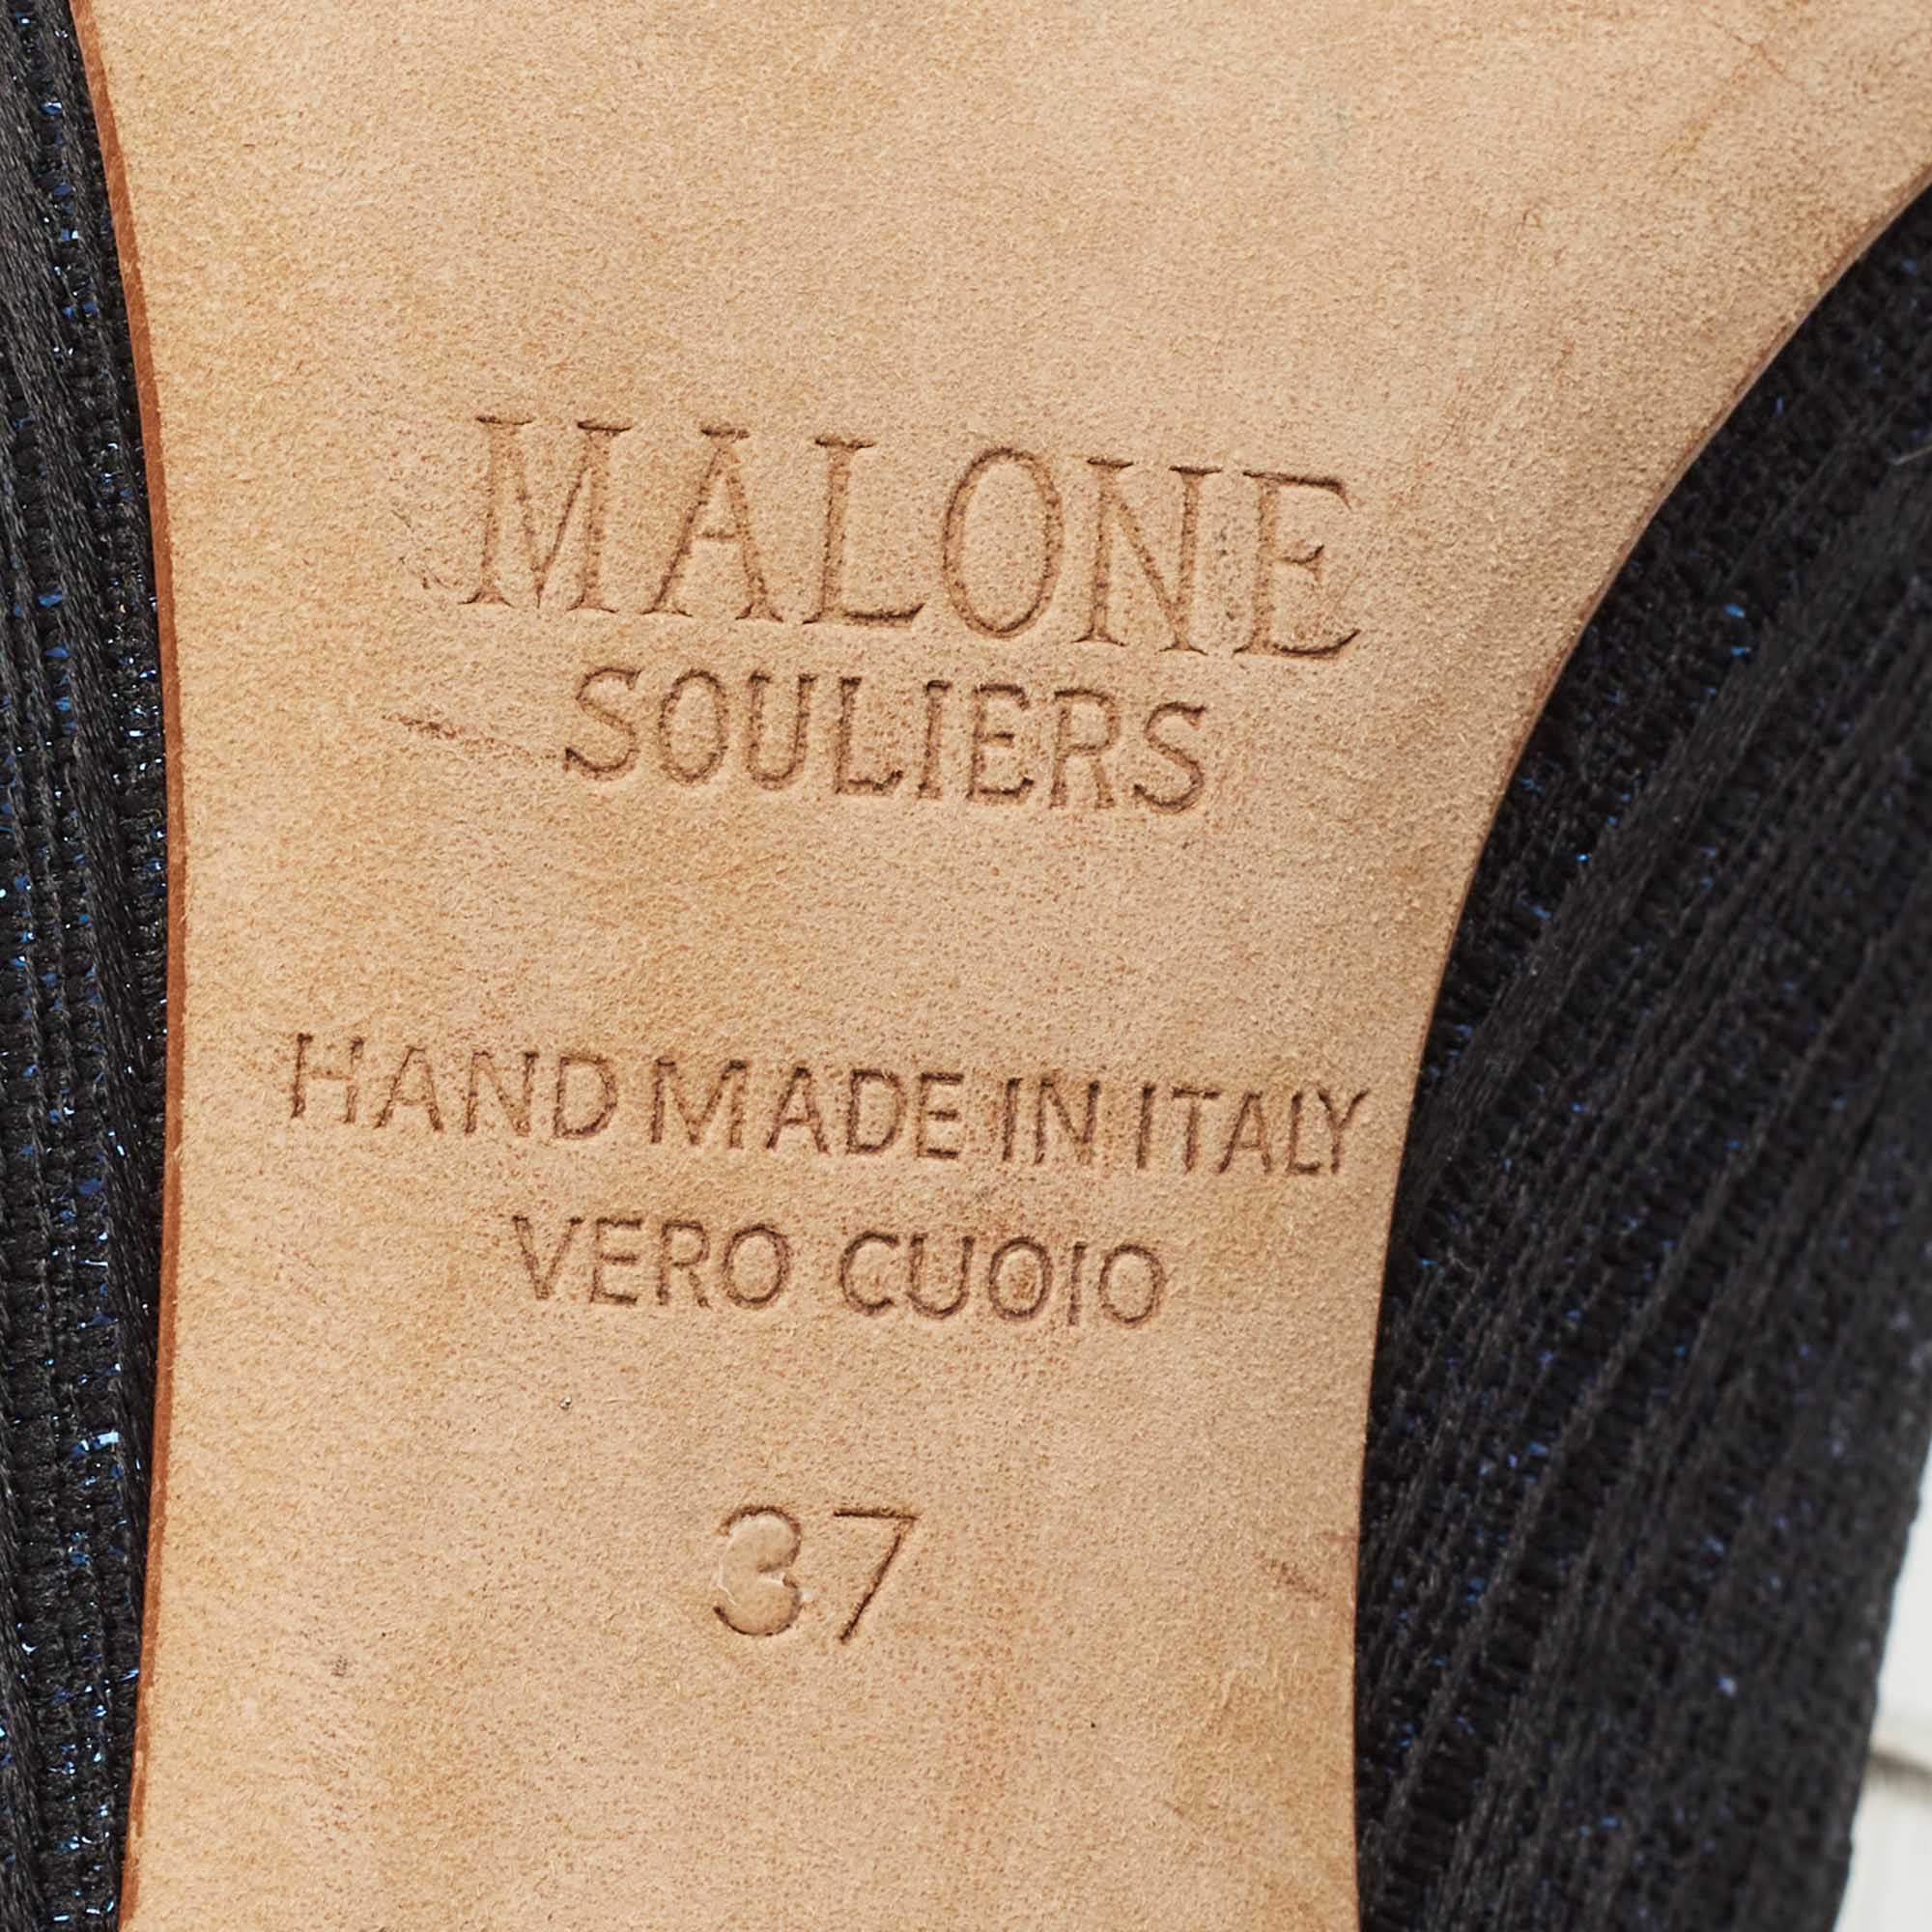 MALONE
SOULIERS
HAND MADE IN ITALY
VERO CUOIO
37